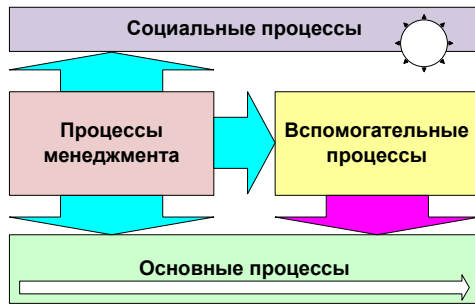 Социальные процессы
Процессы
менеджмента
Вспомогательные
процессы
Основные процессы